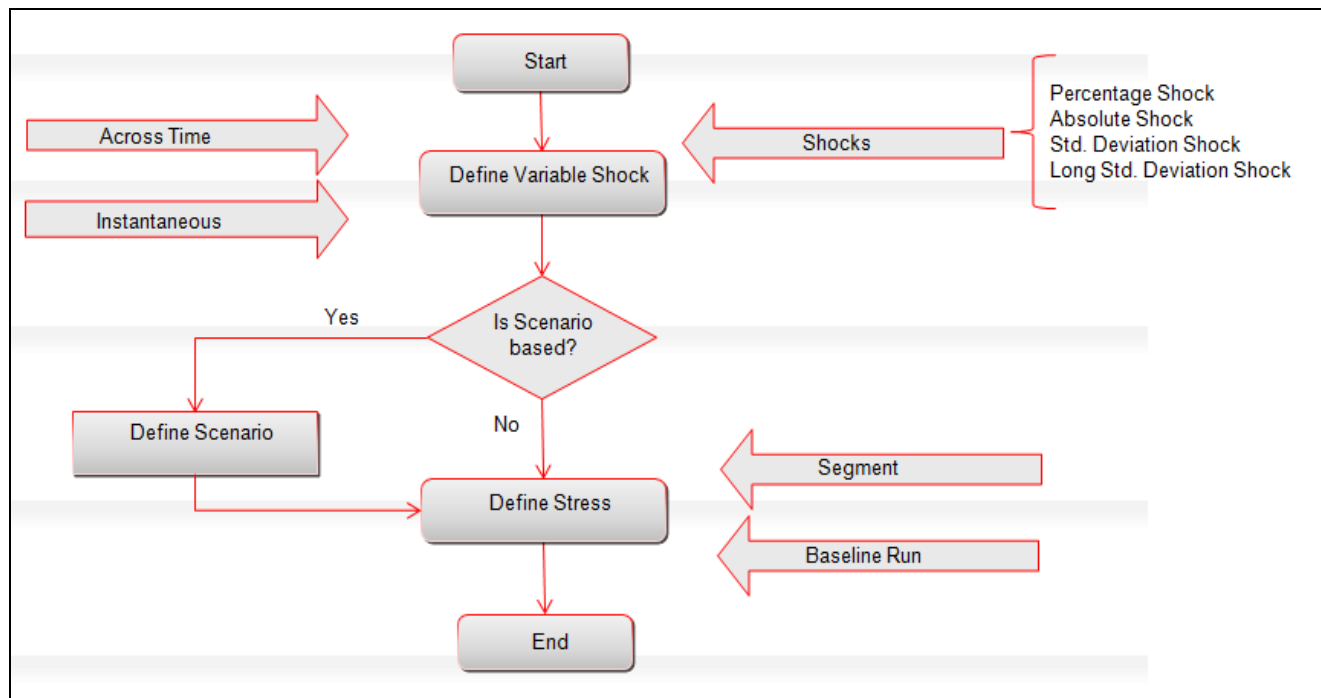 Start
Across Time
Shocks
Percentage Shock
Absolute Shock
Std. Deviation Shock
Long Std. Deviation Shock
Define Variable Shock
Instantaneous
Is Scenario
based?
Yes
No
Define Scenario
Segment
Define Stress
Baseline Run
End